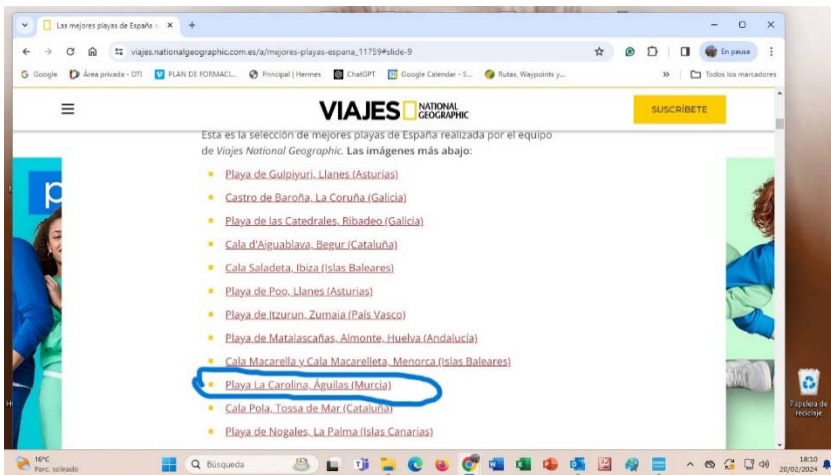 Las mejores playas de España
viajes.nationalgeographic.com.es/a/mejores-playas-espana_11759#slide-9
En pausa
Google
Área privada - DTI
PLAN DE FORMACI...
Principal | Hermes
ChatGPT
Google Calendar - S...
Rutas, Waypoints y...
Todos los marcadores
VIAJES NATIONAL
GEOGRAPHIC
SUSCRÍBETE
Esta es la selección de mejores playas de España realizada por el equipo
de Viajes National Geographic. Las imágenes más abajo:
Playa de Gulpiyuri, Llanes (Asturias)
Castro de Baroña, La Coruña (Galicia)
Playa de las Catedrales, Ribadeo (Galicia)
Cala d'Aiguablava, Begur (Cataluña)
Cala Saladeta, Ibiza (Islas Baleares)
Playa de Poo, Llanes (Asturias)
Playa de Itzurun, Zumaia (País Vasco)
Playa de Matalascañas, Almonte, Huelva (Andalucía)
Cala Macarella y Cala Macarelleta, Menorca (Islas Baleares)
Playa La Carolina, Águilas (Murcia)
Cala Pola, Tossa de Mar (Cataluña)
Playa de Nogales, La Palma (Islas Canarias)
Papelera de
reciclaje
16°C
Parc. soleado
Búsqueda
18:10
20/02/2024